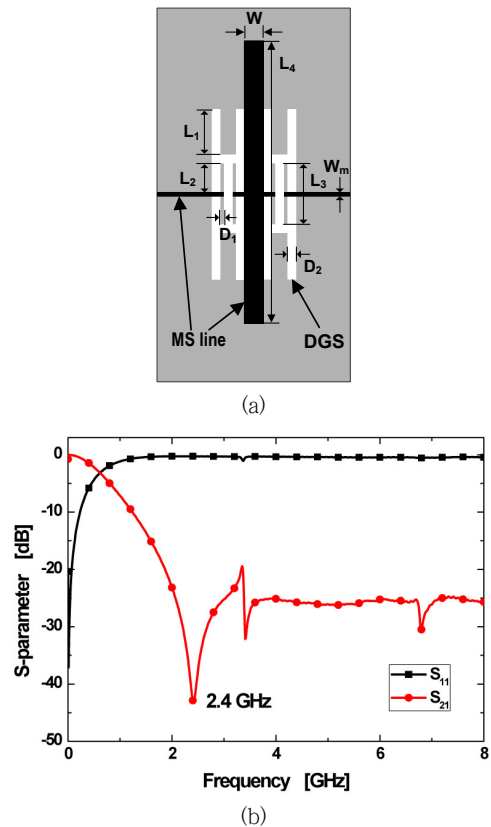 W
L₄
L₁
L₂
L₃
Wₘ
D₁
D₂
MS line
DGS
(a)
S-parameter [dB]
0
-10
-20
-30
-40
-50
2.4 GHz
S₁₁
S₂₁
0 2 4 6 8
Frequency [GHz]
(b)